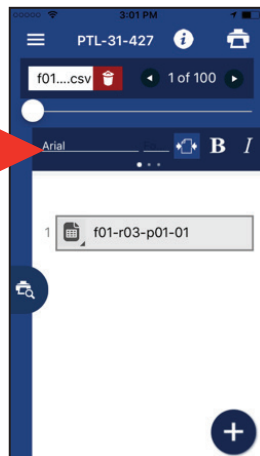 3:01 PM
PTL-31-427 i
f01....csv 1 of 100
Arial B I
1 f01-r03-p01-01
+